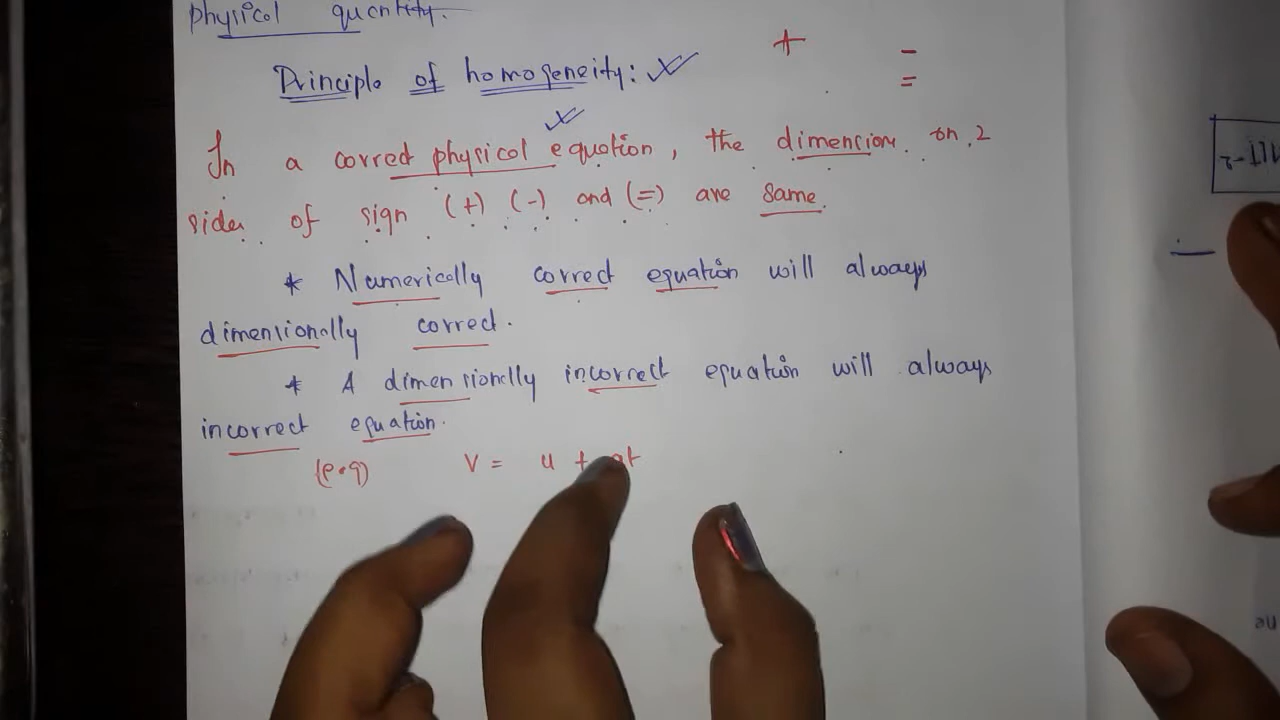 physical quantity.
+ -
=
Principle of homogeneity:
In a correct physical equation, the dimension on 2
sides of sign (+) (-) and (=) are same.
* Numerically correct equation will always
dimensionally correct.
* A dimensionally incorrect equation will always
incorrect equation.
(e.g) V = u + at